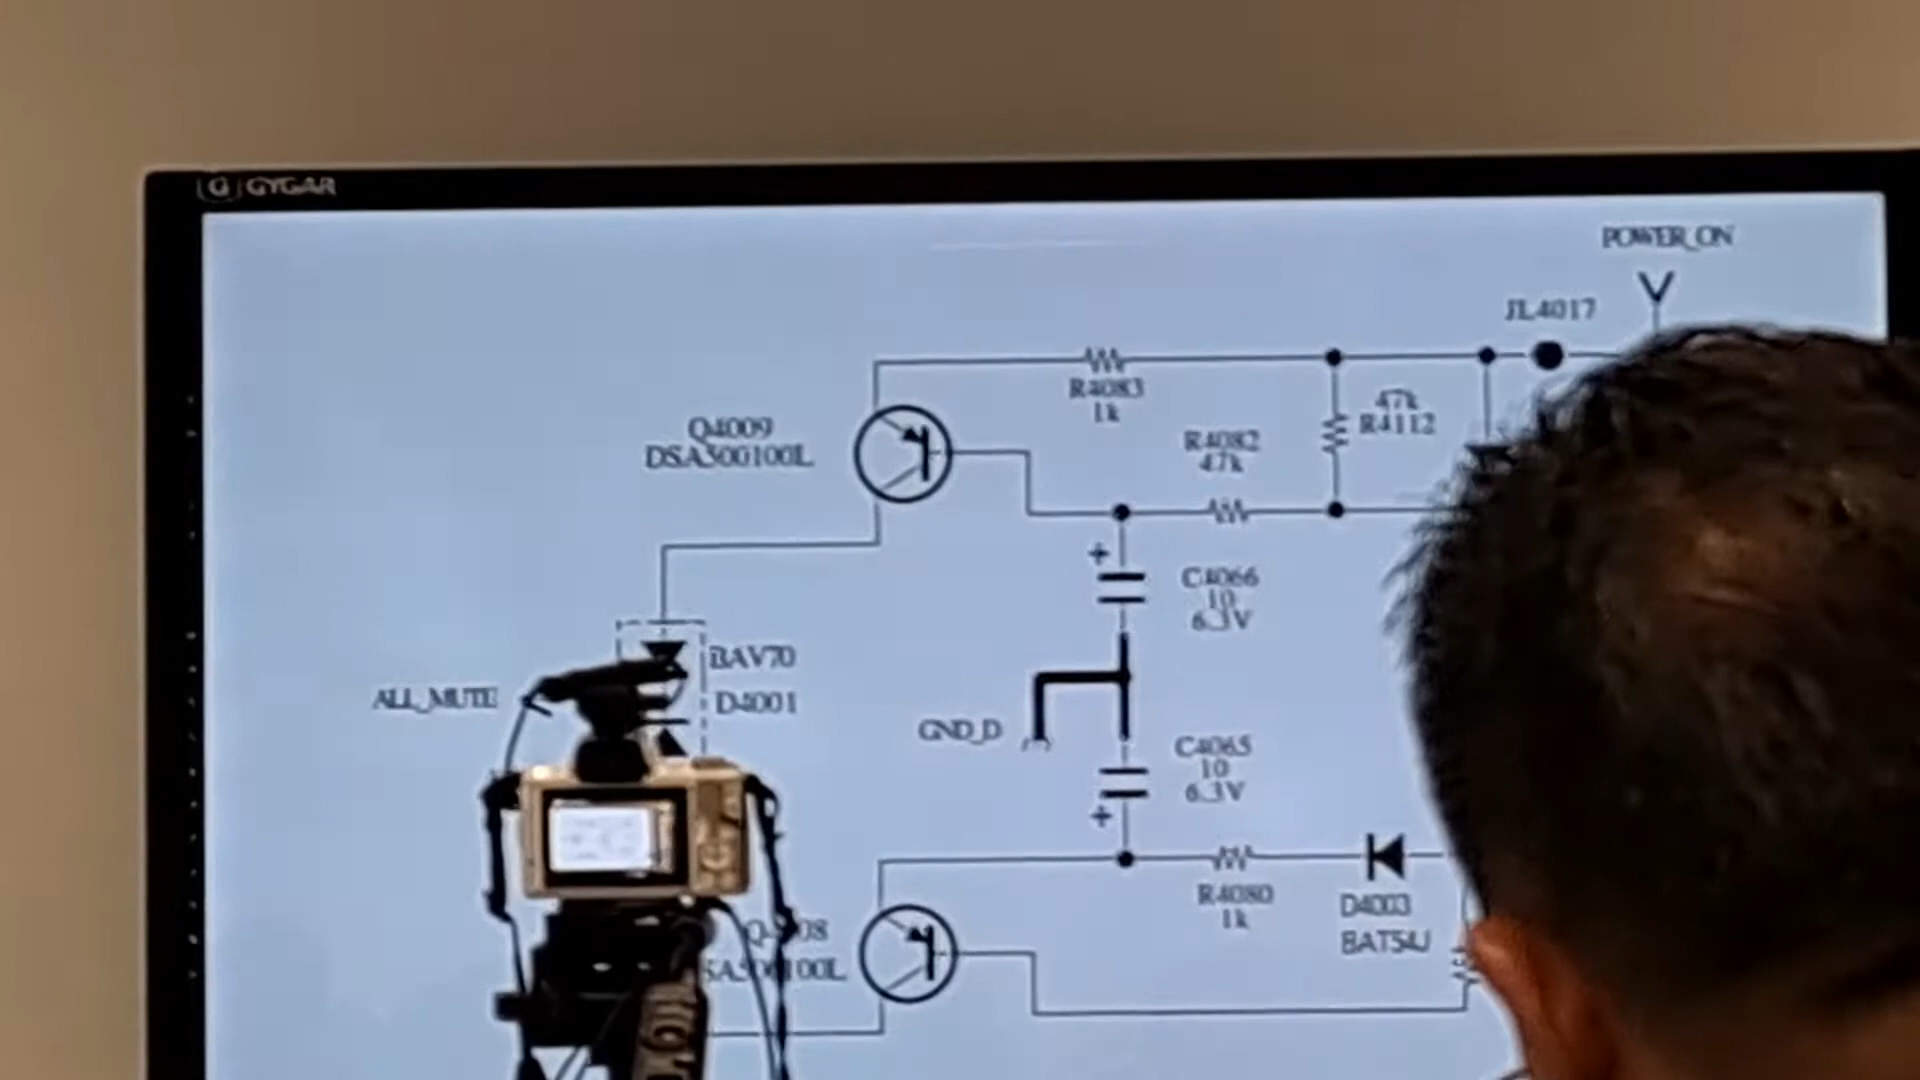 GYGAR
POWER_ON
JL4017
R4083
1k
47k
R4112
Q4009
DSA500100L
R4082
47k
+
C4066
10
6.3V
BAV70
D4001
ALL_MUTE
GND_D
C4065
10
6.3V
+
R4080
1k
D4003
BAT54J